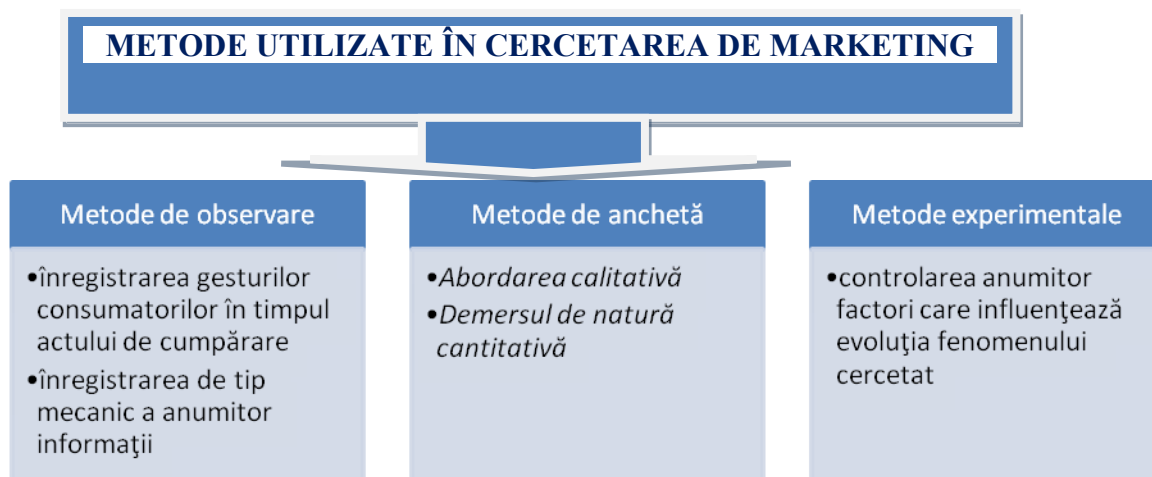 METODE UTILIZATE ÎN CERCETAREA DE MARKETING
Metode de observare
•înregistrarea gesturilor
consumatorilor în timpul
actului de cumpărare
•înregistrarea de tip
mecanic a anumitor
informaţii
Metode de anchetă
•Abordarea calitativă
•Demersul de natură
cantitativă
Metode experimentale
•controlarea anumitor
factori care influenţează
evoluţia fenomenului
cercetat